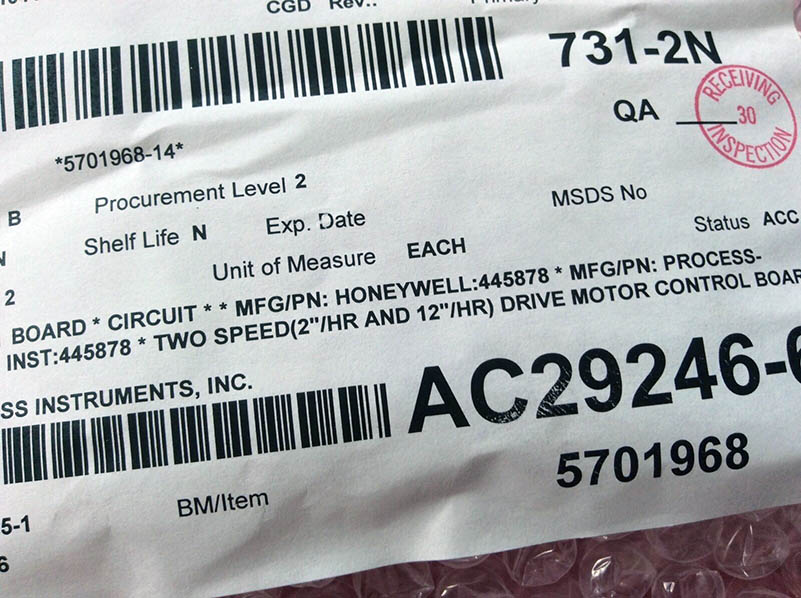 CGD Rev.:
731-2N
QA
RECEIVING
30
INSPECTION
*5701968-14*
B Procurement Level 2
MSDS No
Shelf Life N Exp. Date
Status ACC
Unit of Measure EACH
2
BOARD * CIRCUIT * * MFG/PN: HONEYWELL:445878 * MFG/PN: PROCESS-
INST:445878 * TWO SPEED(2"/HR AND 12"/HR) DRIVE MOTOR CONTROL BOAR
SS INSTRUMENTS, INC.
AC29246-6
5701968
BM/Item
5-1
6